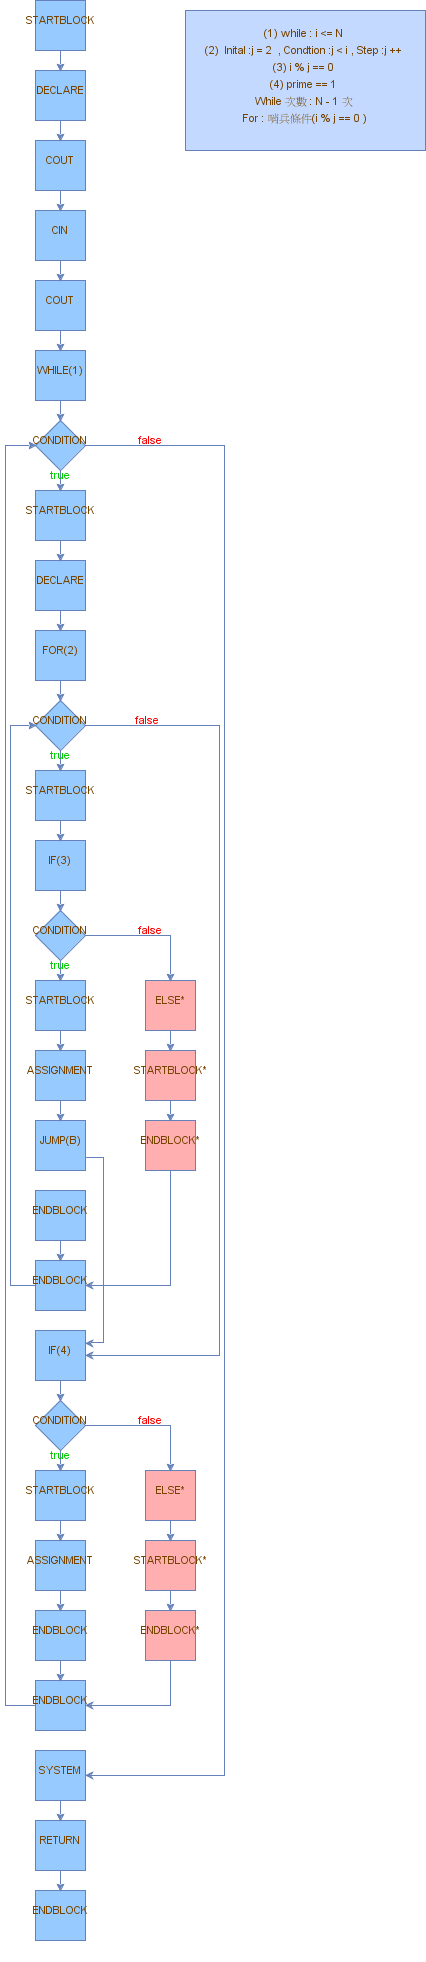 STARTBLOCK
(1) while : i <= N
(2) Inital :j = 2 , Condtion :j < i , Step :j ++
(3) i % j == 0
(4) prime == 1
While 次數 : N - 1 次
For : 哨兵條件(i % j == 0 )
DECLARE
COUT
CIN
COUT
WHILE(1)
CONDITION false
true
STARTBLOCK
DECLARE
FOR(2)
CONDITION false
true
STARTBLOCK
IF(3)
CONDITION false
true
STARTBLOCK ELSE*
ASSIGNMENT STARTBLOCK*
JUMP(B) ENDBLOCK*
ENDBLOCK
ENDBLOCK
IF(4)
CONDITION false
true
STARTBLOCK ELSE*
ASSIGNMENT STARTBLOCK*
ENDBLOCK ENDBLOCK*
ENDBLOCK
SYSTEM
RETURN
ENDBLOCK